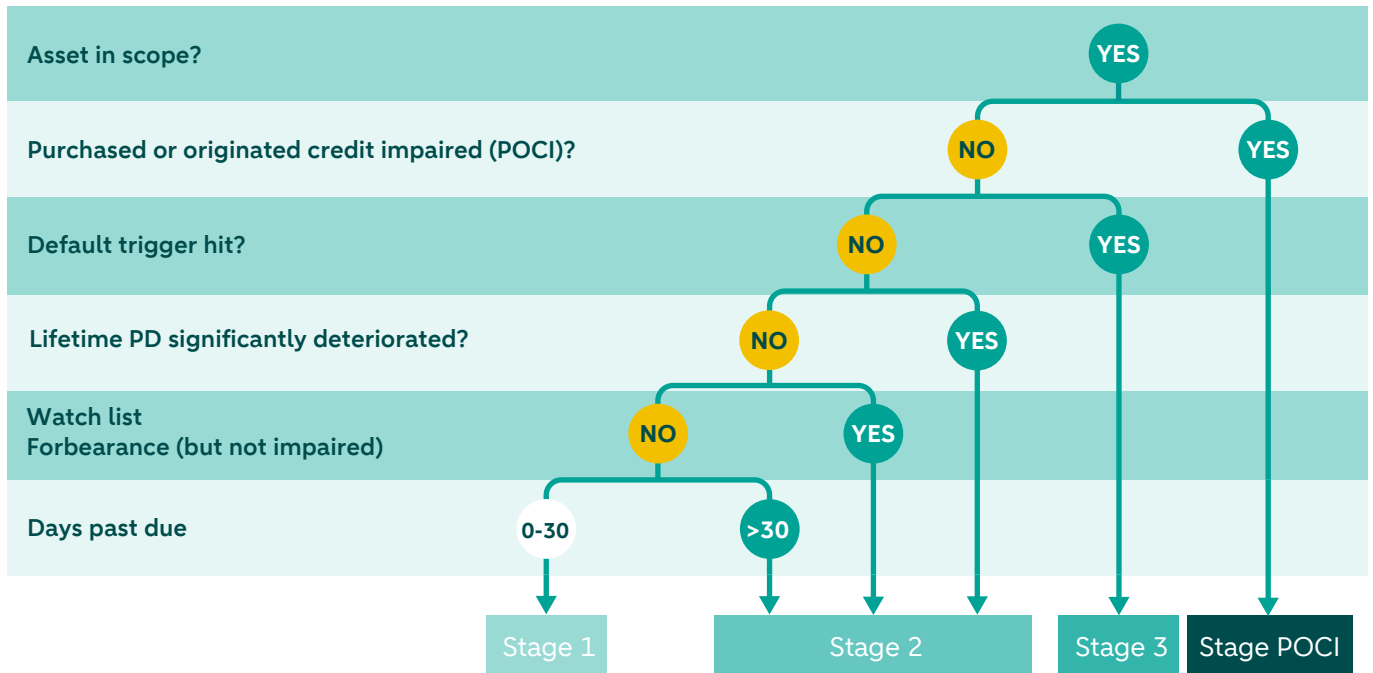 Asset in scope?
YES
Purchased or originated credit impaired (POCI)?
NO
YES
Default trigger hit?
NO
YES
Lifetime PD significantly deteriorated?
NO
YES
Watch list
Forbearance (but not impaired)
NO
YES
Days past due
0-30
>30
Stage 1
Stage 2
Stage 3
Stage POCI